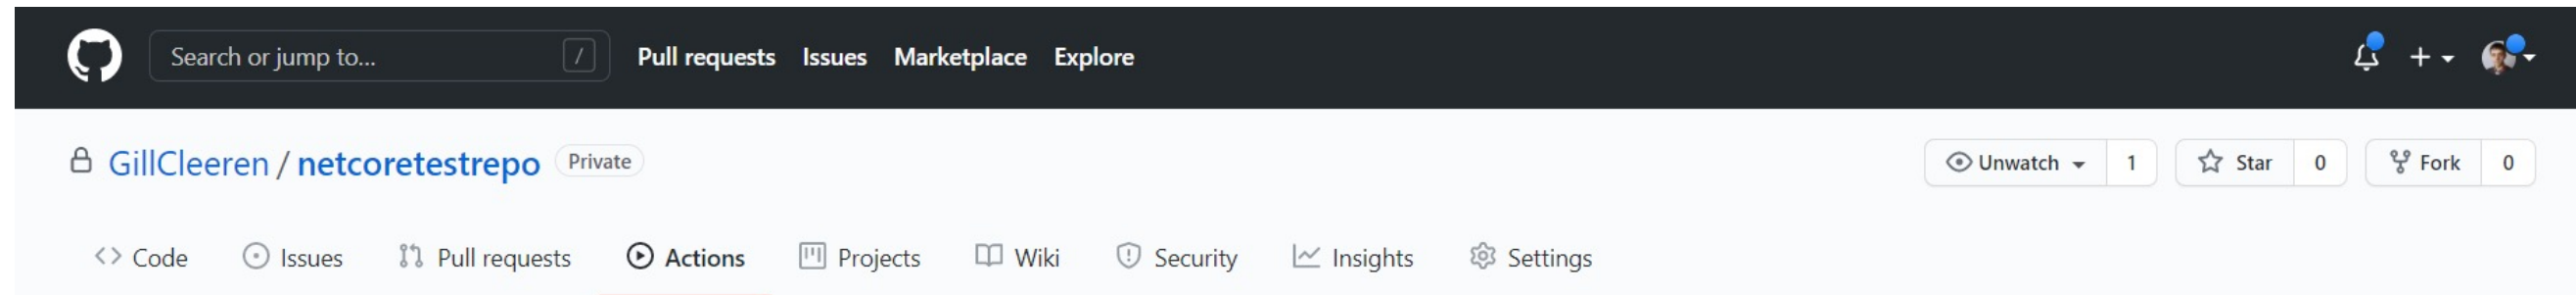 Search or jump to... / Pull requests Issues Marketplace Explore
GillCleeren / netcoretestrepo Private Unwatch 1 Star 0 Fork 0
Code Issues Pull requests Actions Projects Wiki Security Insights Settings